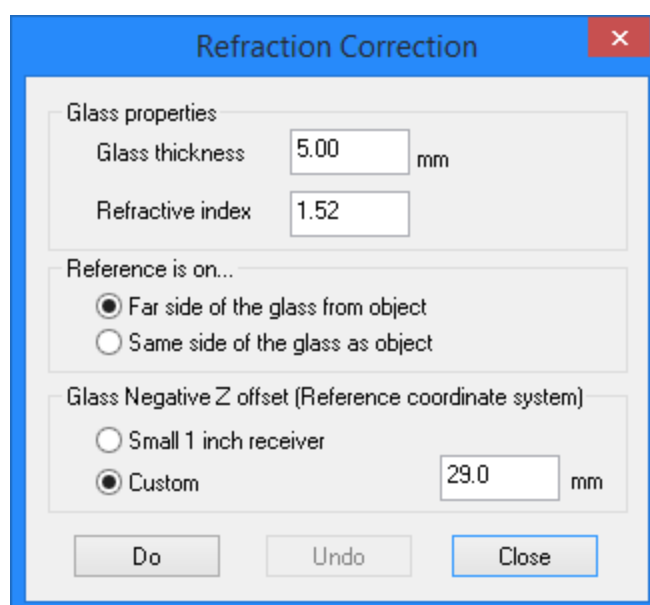 Refraction Correction
Glass properties
Glass thickness 5.00 mm
Refractive index 1.52
Reference is on...
Far side of the glass from object
Same side of the glass as object
Glass Negative Z offset (Reference coordinate system)
Small 1 inch receiver
Custom 29.0 mm
Do Undo Close